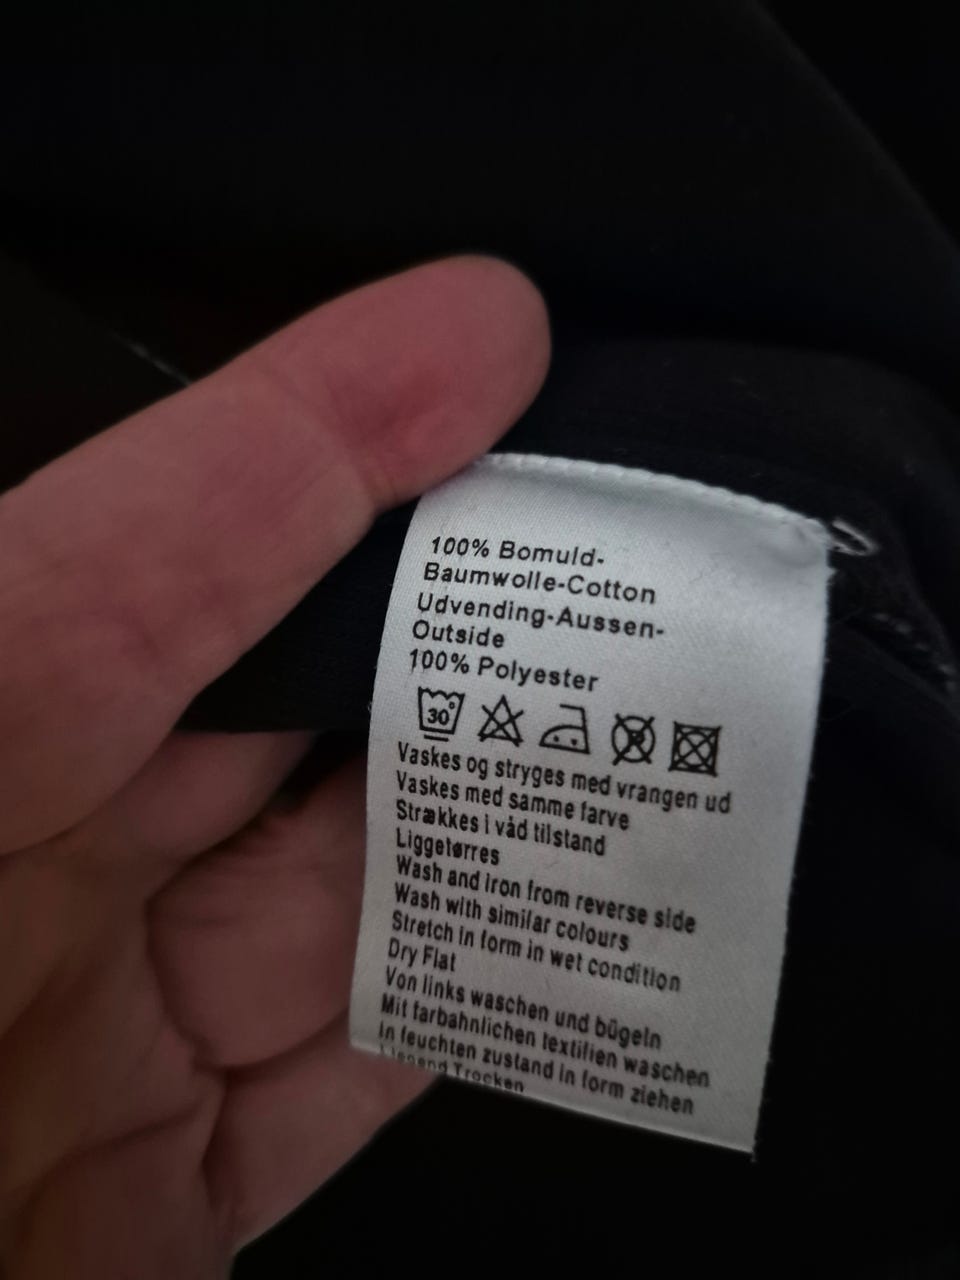 100% Bomuld-
Baumwolle-Cotton
Udvending-Aussen-
Outside
100% Polyester
30°
Vaskes og stryges med vrangen ud
Vaskes med samme farve
Strækkes i våd tilstand
Liggetørres
Wash and iron from reverse side
Wash with similar colours
Stretch in form in wet condition
Dry Flat
Von links waschen und bügeln
Mit farbahnlichen textilien waschen
In feuchten zustand in form ziehen
Liegend Trocken